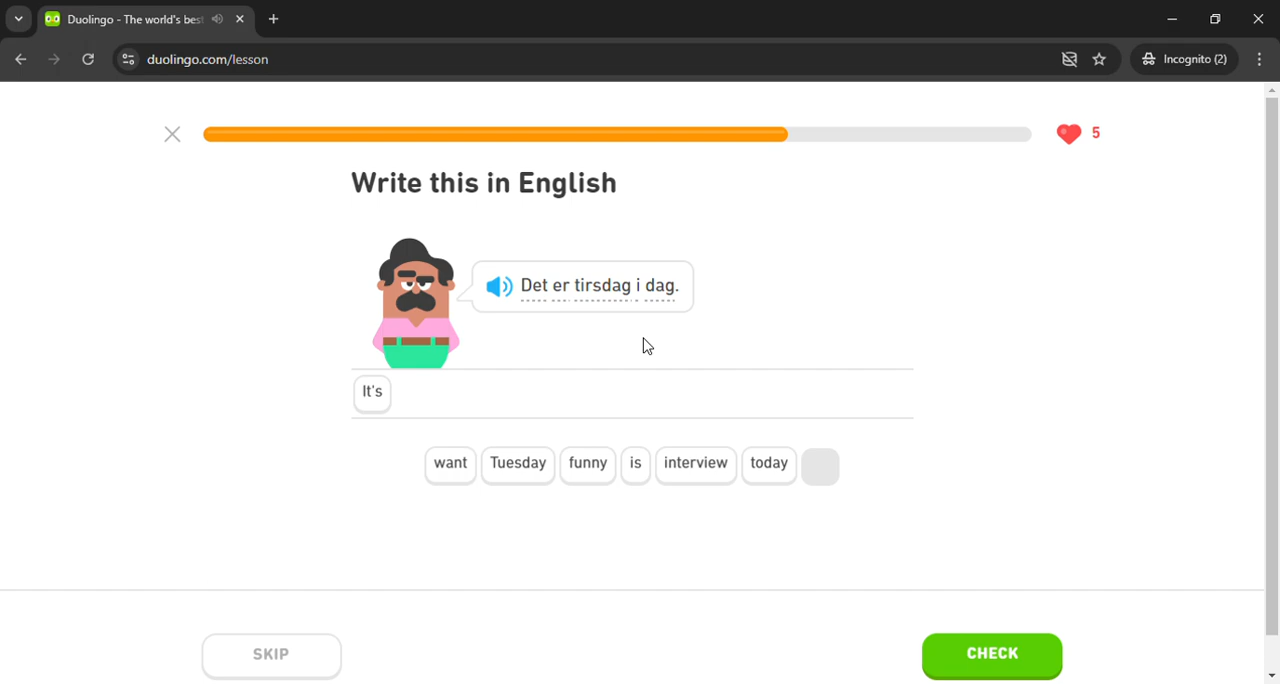 Duolingo - The world's bes
duolingo.com/lesson
Incognito (2)
5
Write this in English
Det er tirsdag i dag.
It's
want Tuesday funny is interview today
SKIP
CHECK